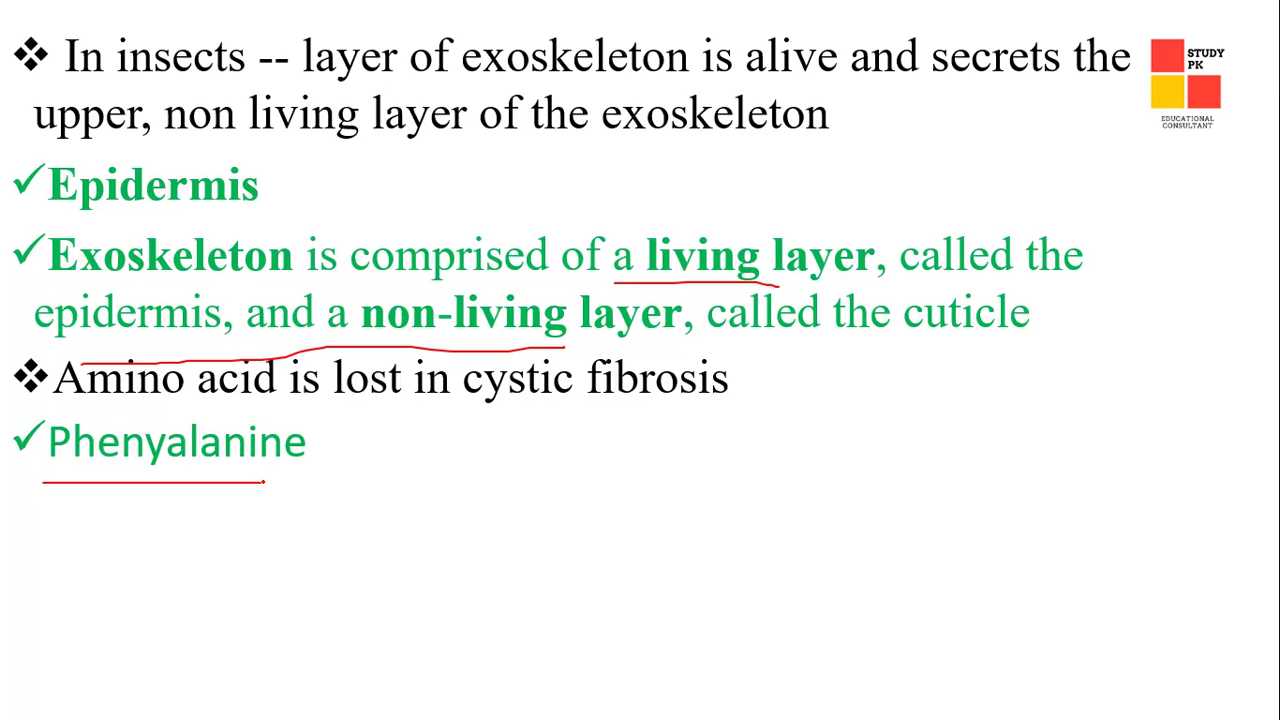 ❖ In insects -- layer of exoskeleton is alive and secrets the
upper, non living layer of the exoskeleton
✓Epidermis
✓Exoskeleton is comprised of a living layer, called the
epidermis, and a non-living layer, called the cuticle
❖Amino acid is lost in cystic fibrosis
✓Phenyalanine
STUDY
PK
EDUCATIONAL
CONSULTANT